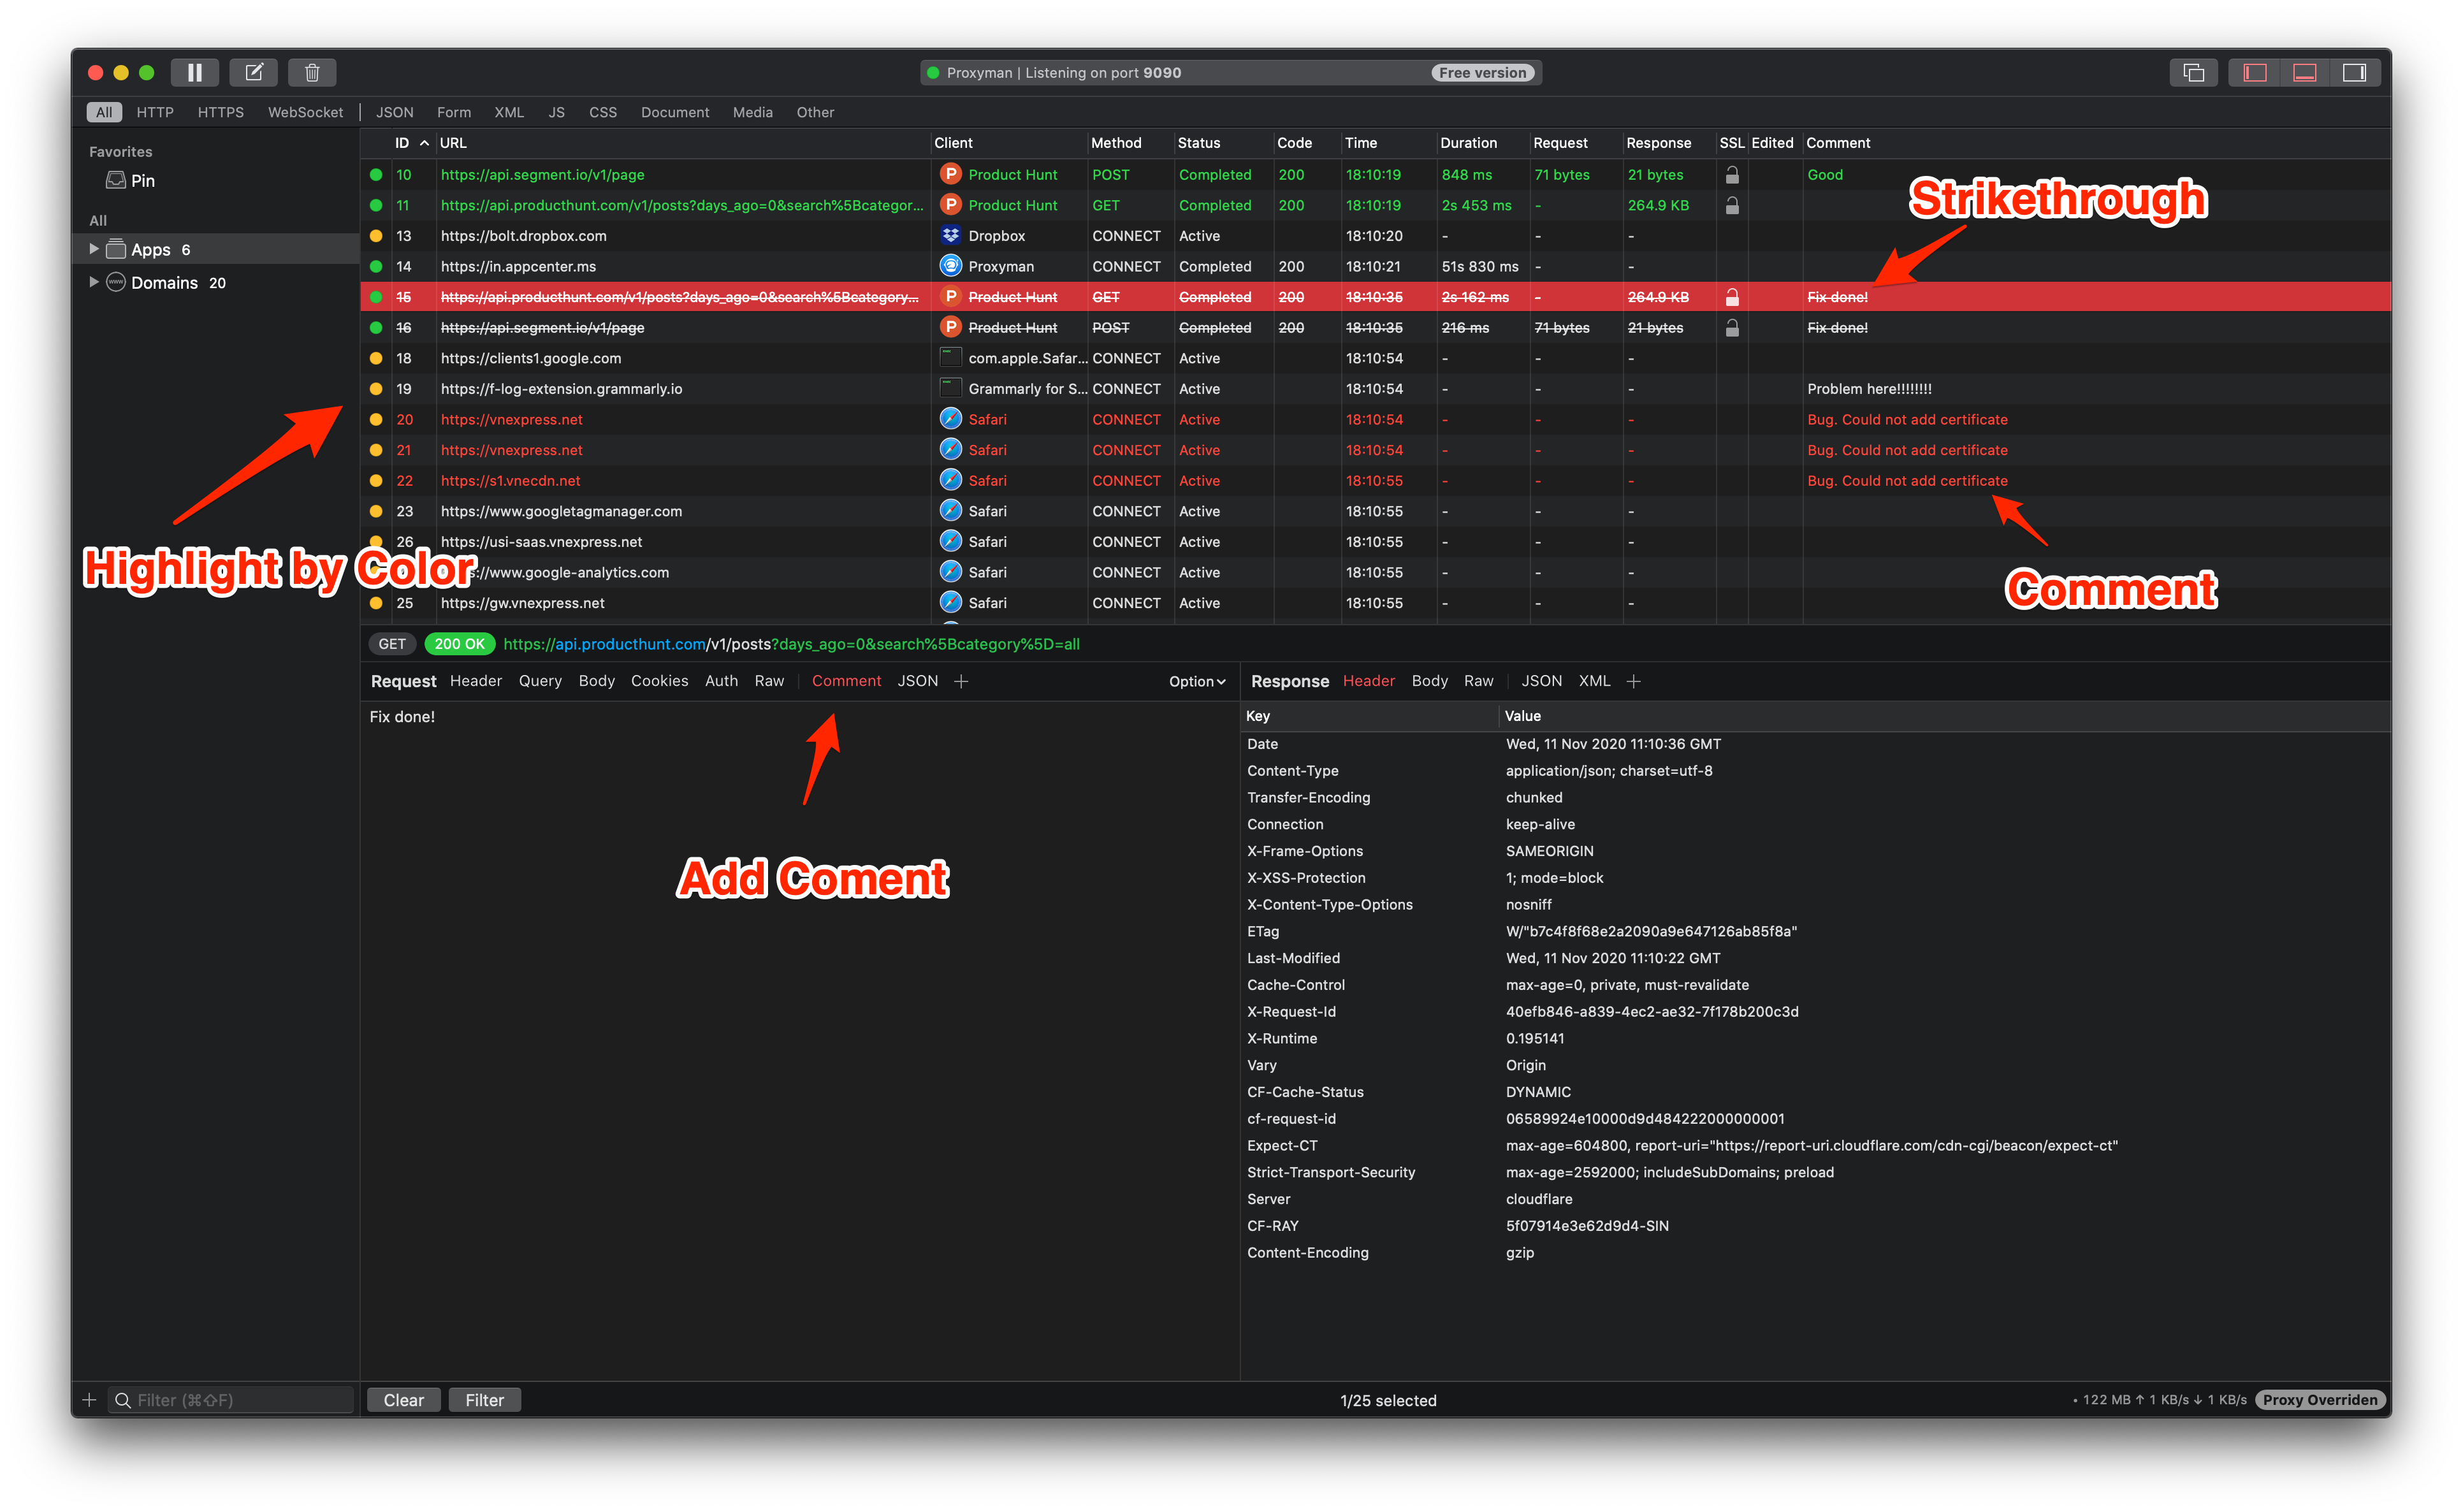 Proxyman | Listening on port 9090 Free version
All HTTP HTTPS WebSocket JSON Form XML JS CSS Document Media Other
Favorites
Pin
All
Apps 6
Domains 20
ID URL Client Method Status Code Time Duration Request Response SSL Edited Comment
10 https://api.segment.io/v1/page P Product Hunt POST Completed 200 18:10:19 848 ms 71 bytes 21 bytes Good
11 https://api.producthunt.com/v1/posts?days_ago=0&search%5Bcategor... P Product Hunt GET Completed 200 18:10:19 2s 453 ms - 264.9 KB
13 https://bolt.dropbox.com Dropbox CONNECT Active 18:10:20 - - -
14 https://in.appcenter.ms Proxyman CONNECT Completed 200 18:10:21 51s 830 ms - -
15 https://api.producthunt.com/v1/posts?days_ago=0&search%5Bcategory... P Product Hunt GET Completed 200 18:10:35 2s 162 ms - 264.9 KB Fix done!
16 https://api.segment.io/v1/page P Product Hunt POST Completed 200 18:10:35 216 ms 71 bytes 21 bytes Fix done!
18 https://clients1.google.com com.apple.Safar... CONNECT Active 18:10:54 - - -
19 https://f-log-extension.grammarly.io Grammarly for S... CONNECT Active 18:10:54 - - - Problem here!!!!!!!!
20 https://vnexpress.net Safari CONNECT Active 18:10:54 - - - Bug. Could not add certificate
21 https://vnexpress.net Safari CONNECT Active 18:10:54 - - - Bug. Could not add certificate
22 https://s1.vnecdn.net Safari CONNECT Active 18:10:55 - - - Bug. Could not add certificate
23 https://www.googletagmanager.com Safari CONNECT Active 18:10:55 - - -
26 https://usi-saas.vnexpress.net Safari CONNECT Active 18:10:55 - - -
s://www.google-analytics.com Safari CONNECT Active 18:10:55 - - -
25 https://gw.vnexpress.net Safari CONNECT Active 18:10:55 - - -
Strikethrough
Highlight by Color
Comment
GET 200 OK https://api.producthunt.com/v1/posts?days_ago=0&search%5Bcategory%5D=all
Request Header Query Body Cookies Auth Raw Comment JSON + Option
Fix done!
Add Coment
Response Header Body Raw JSON XML +
Key Value
Date Wed, 11 Nov 2020 11:10:36 GMT
Content-Type application/json; charset=utf-8
Transfer-Encoding chunked
Connection keep-alive
X-Frame-Options SAMEORIGIN
X-XSS-Protection 1; mode=block
X-Content-Type-Options nosniff
ETag W/"b7c4f8f68e2a2090a9e647126ab85f8a"
Last-Modified Wed, 11 Nov 2020 11:10:22 GMT
Cache-Control max-age=0, private, must-revalidate
X-Request-Id 40efb846-a839-4ec2-ae32-7f178b200c3d
X-Runtime 0.195141
Vary Origin
CF-Cache-Status DYNAMIC
cf-request-id 06589924e10000d9d484222000000001
Expect-CT max-age=604800, report-uri="https://report-uri.cloudflare.com/cdn-cgi/beacon/expect-ct"
Strict-Transport-Security max-age=2592000; includeSubDomains; preload
Server cloudflare
CF-RAY 5f07914e3e62d9d4-SIN
Content-Encoding gzip
+ Filter (⌘⇧F) Clear Filter 1/25 selected • 122 MB ↑ 1 KB/s ↓ 1 KB/s Proxy Overriden